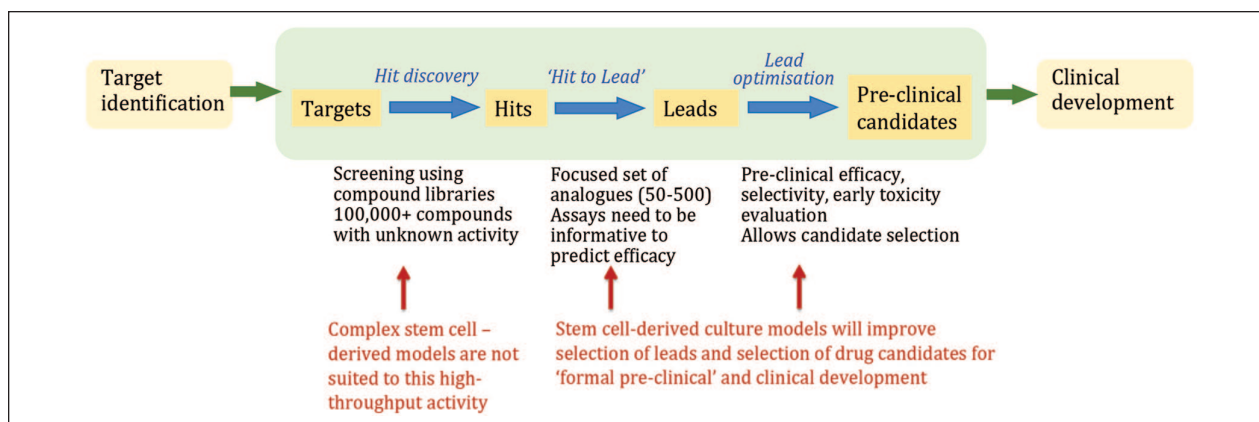 Target
identification
Targets
Hit discovery
Hits
‘Hit to Lead’
Leads
Lead
optimisation
Pre-clinical
candidates
Clinical
development
Screening using
compound libraries
100,000+ compounds
with unknown activity
Focused set of
analogues (50-500)
Assays need to be
informative to
predict efficacy
Pre-clinical efficacy,
selectivity, early toxicity
evaluation
Allows candidate selection
Complex stem cell –
derived models are not
suited to this high-
throughput activity
Stem cell-derived culture models will improve
selection of leads and selection of drug candidates for
‘formal pre-clinical’ and clinical development